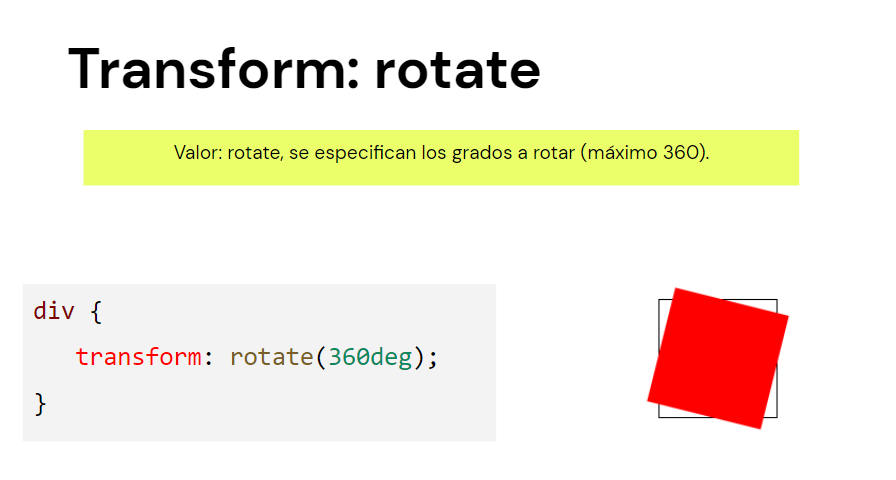 Transform: rotate
Valor: rotate, se especifican los grados a rotar (máximo 360).
div {
transform: rotate(360deg);
}